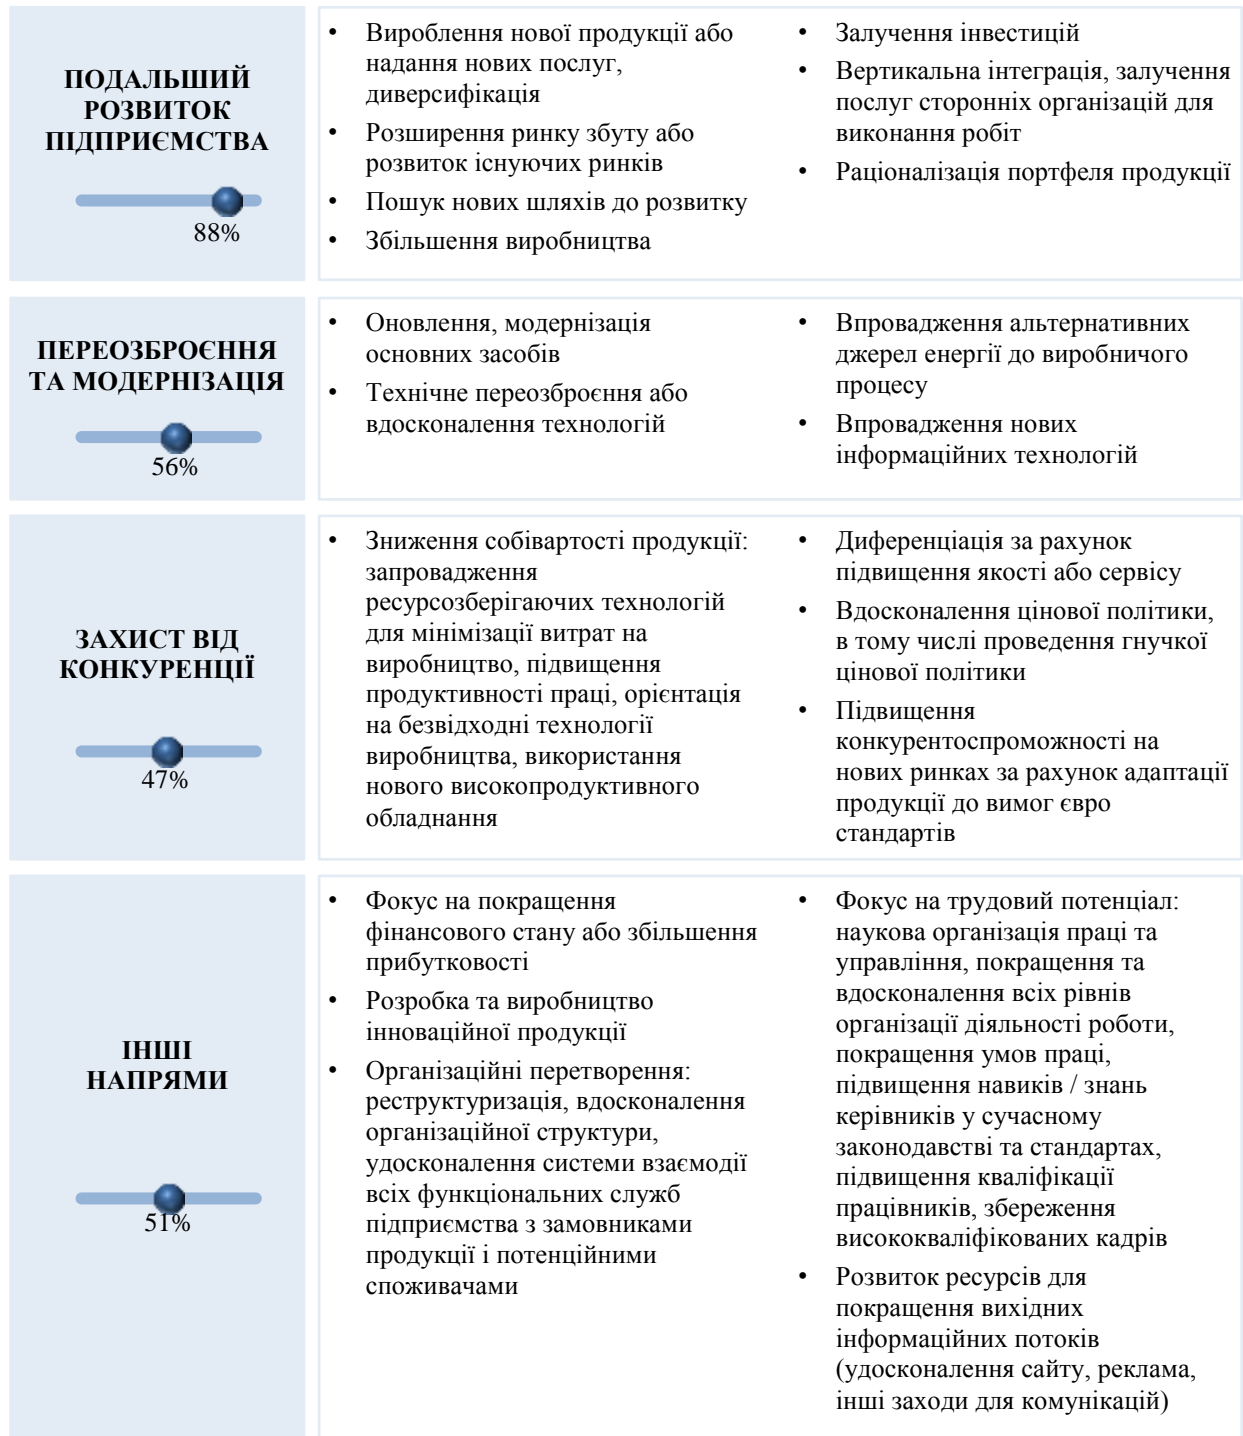 ПОДАЛЬШИЙ
РОЗВИТОК
ПІДПРИЄМСТВА
88%
• Вироблення нової продукції або
надання нових послуг,
диверсифікація
• Розширення ринку збуту або
розвиток існуючих ринків
• Пошук нових шляхів до розвитку
• Збільшення виробництва
• Залучення інвестицій
• Вертикальна інтеграція, залучення
послуг сторонніх організацій для
виконання робіт
• Раціоналізація портфеля продукції
ПЕРЕОЗБРОЄННЯ
ТА МОДЕРНІЗАЦІЯ
56%
• Оновлення, модернізація
основних засобів
• Технічне переозброєння або
вдосконалення технологій
• Впровадження альтернативних
джерел енергії до виробничого
процесу
• Впровадження нових
інформаційних технологій
ЗАХИСТ ВІД
КОНКУРЕНЦІЇ
47%
• Зниження собівартості продукції:
запровадження
ресурсозберігаючих технологій
для мінімізації витрат на
виробництво, підвищення
продуктивності праці, орієнтація
на безвідходні технології
виробництва, використання
нового високопродуктивного
обладнання
• Диференціація за рахунок
підвищення якості або сервісу
• Вдосконалення цінової політики,
в тому числі проведення гнучкої
цінової політики
• Підвищення
конкурентоспроможності на
нових ринках за рахунок адаптації
продукції до вимог євро
стандартів
ІНШІ
НАПРЯМИ
51%
• Фокус на покращення
фінансового стану або збільшення
прибутковості
• Розробка та виробництво
інноваційної продукції
• Організаційні перетворення:
реструктуризація, вдосконалення
організаційної структури,
удосконалення системи взаємодії
всіх функціональних служб
підприємства з замовниками
продукції і потенційними
споживачами
• Фокус на трудовий потенціал:
наукова організація праці та
управління, покращення та
вдосконалення всіх рівнів
організації діяльності роботи,
покращення умов праці,
підвищення навиків / знань
керівників у сучасному
законодавстві та стандартах,
підвищення кваліфікації
працівників, збереження
висококваліфікованих кадрів
• Розвиток ресурсів для
покращення вихідних
інформаційних потоків
(удосконалення сайту, реклама,
інші заходи для комунікацій)